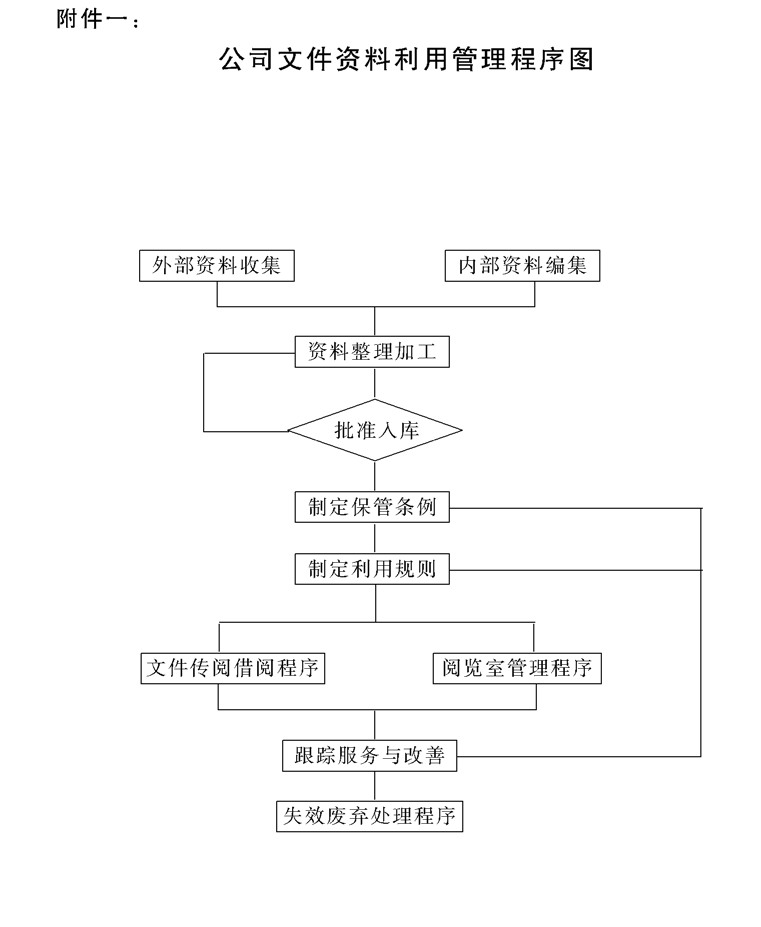 附件一：
公司文件资料利用管理程序图
外部资料收集
内部资料编集
资料整理加工
批准入库
制定保管条例
制定利用规则
文件传阅借阅程序
阅览室管理程序
跟踪服务与改善
失效废弃处理程序